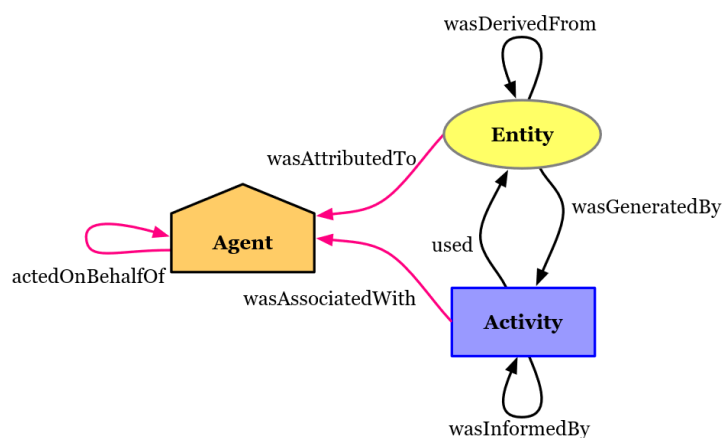 wasDerivedFrom
Entity
wasAttributedTo
wasGeneratedBy
Agent
used
actedOnBehalfOf
wasAssociatedWith
Activity
wasInformedBy